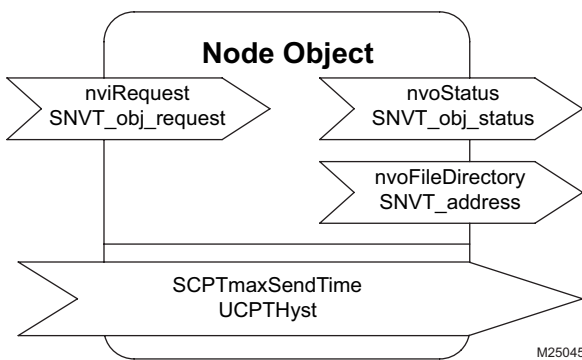 Node Object
nviRequest
SNVT_obj_request
nvoStatus
SNVT_obj_status
nvoFileDirectory
SNVT_address
SCPTmaxSendTime
UCPTHyst
M25045